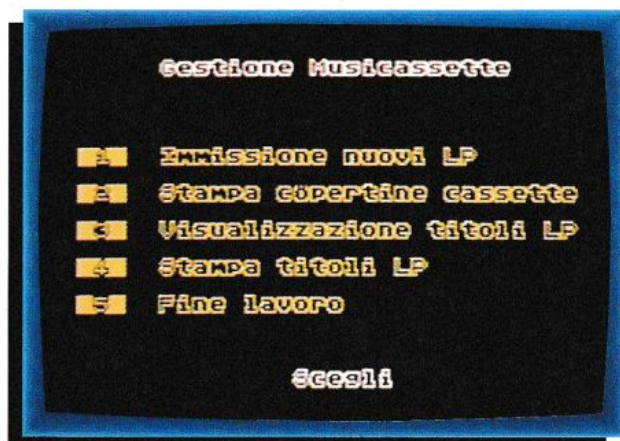 Gestione Musicassette
1 Immissione nuovi LP
2 Stampa copertine cassette
3 Visualizzazione titoli LP
4 Stampa titoli LP
5 Fine lavoro
Scegli